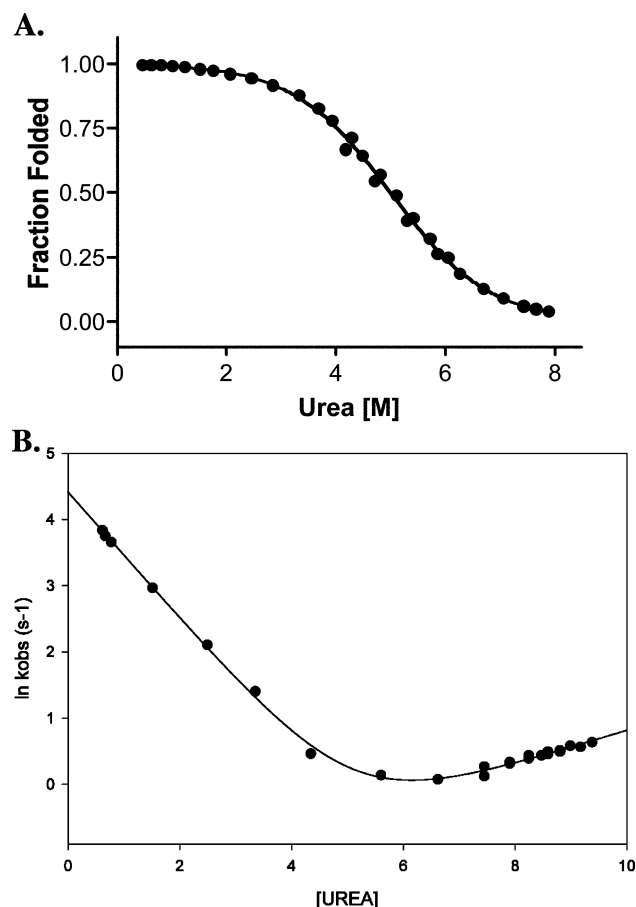 A.
1.00
0.75
0.50
0.25
0.00
Fraction Folded
0 2 4 6 8
Urea [M]
B.
5
4
3
2
1
0
ln kobs (s-1)
0 2 4 6 8 10
[UREA]